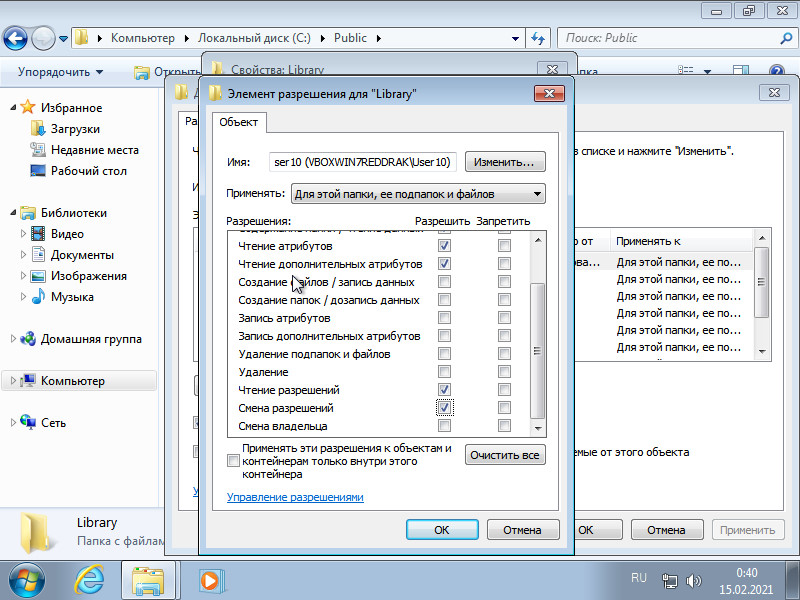 Компьютер
Локальный диск (C:)
Public
Поиск: Public
Упорядочить
Открыть
Свойства: Library
Избранное
Загрузки
Недавние места
Рабочий стол
Библиотеки
Видео
Документы
Изображения
Музыка
Домашняя группа
Компьютер
Сеть
Library
Папка с файлам
Элемент разрешения для "Library"
Объект
Имя:
ser10 (VBOXWIN7REDDRAK\User10)
Изменить...
Применять:
Для этой папки, ее подпапок и файлов
Разрешения:
Разрешить
Запретить
Чтение атрибутов
Чтение дополнительных атрибутов
Создание файлов / запись данных
Создание папок / дозапись данных
Запись атрибутов
Запись дополнительных атрибутов
Удаление подпапок и файлов
Удаление
Чтение разрешений
Смена разрешений
Смена владельца
Применять эти разрешения к объектам и
контейнерам только внутри этого
контейнера
Очистить все
Управление разрешениями
ОК
Отмена
в списке и нажмите "Изменить".
о от
Применять к
ова...
Для этой папки, ее по...
Для этой папки, ее по...
Для этой папки, ее по...
Для этой папки, ее по...
Для этой папки, ее по...
Для этой папки, ее по...
емые от этого объекта
ОК
Отмена
Применить
RU
0:40
15.02.2021